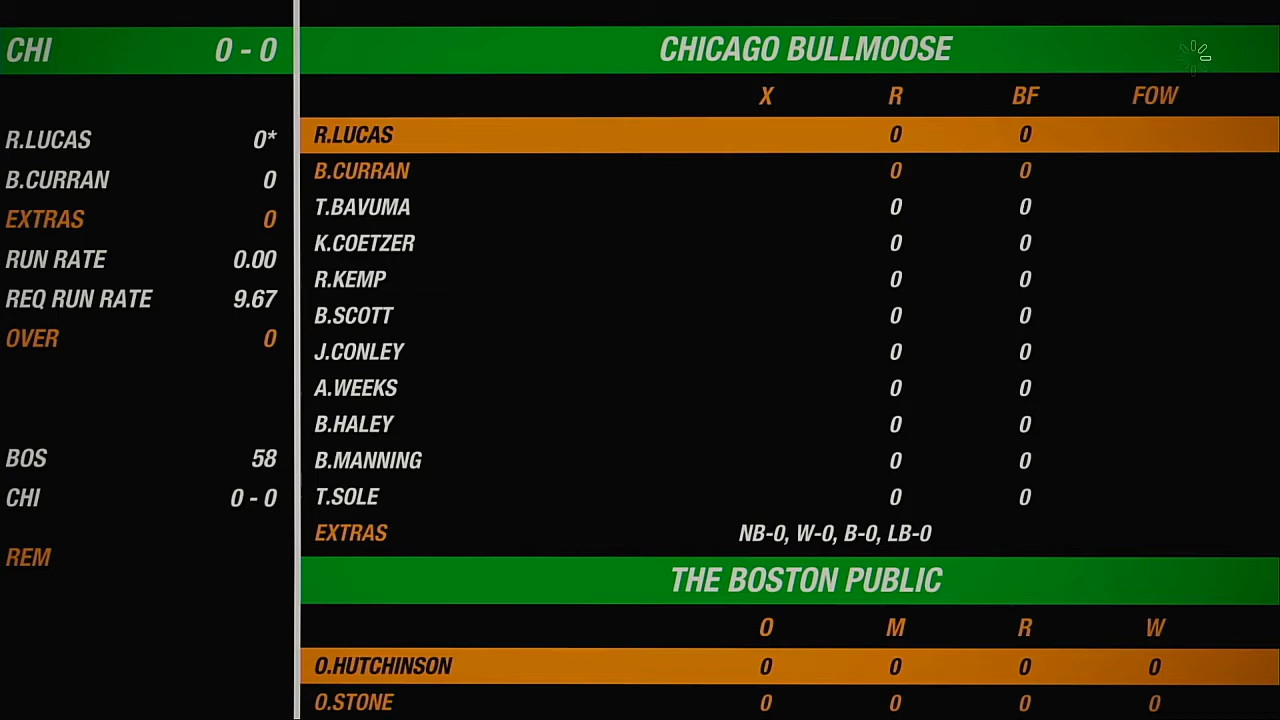 CHI 0 - 0
R.LUCAS 0*
B.CURRAN 0
EXTRAS 0
RUN RATE 0.00
REQ RUN RATE 9.67
OVER 0
BOS 58
CHI 0 - 0
REM
CHICAGO BULLMOOSE
X R BF FOW
R.LUCAS 0 0
B.CURRAN 0 0
T.BAVUMA 0 0
K.COETZER 0 0
R.KEMP 0 0
B.SCOTT 0 0
J.CONLEY 0 0
A.WEEKS 0 0
B.HALEY 0 0
B.MANNING 0 0
T.SOLE 0 0
EXTRAS NB-0, W-0, B-0, LB-0
THE BOSTON PUBLIC
O M R W
O.HUTCHINSON 0 0 0 0
O.STONE 0 0 0 0